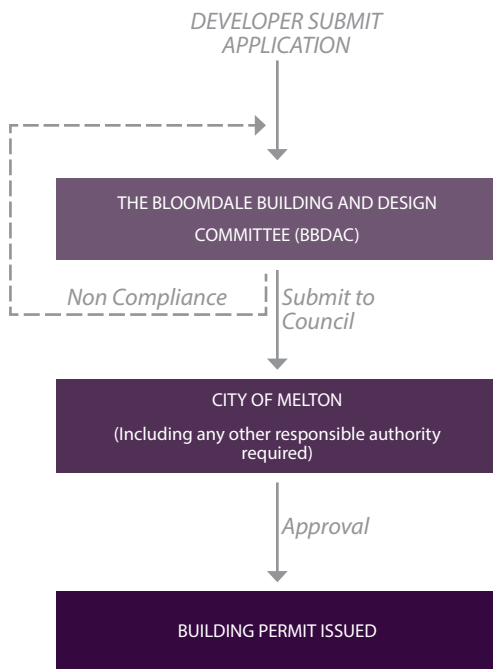 DEVELOPER SUBMIT
APPLICATION
THE BLOOMDALE BUILDING AND DESIGN
COMMITTEE (BBDAC)
Non Compliance
Submit to
Council
CITY OF MELTON
(Including any other responsible authority
required)
Approval
BUILDING PERMIT ISSUED